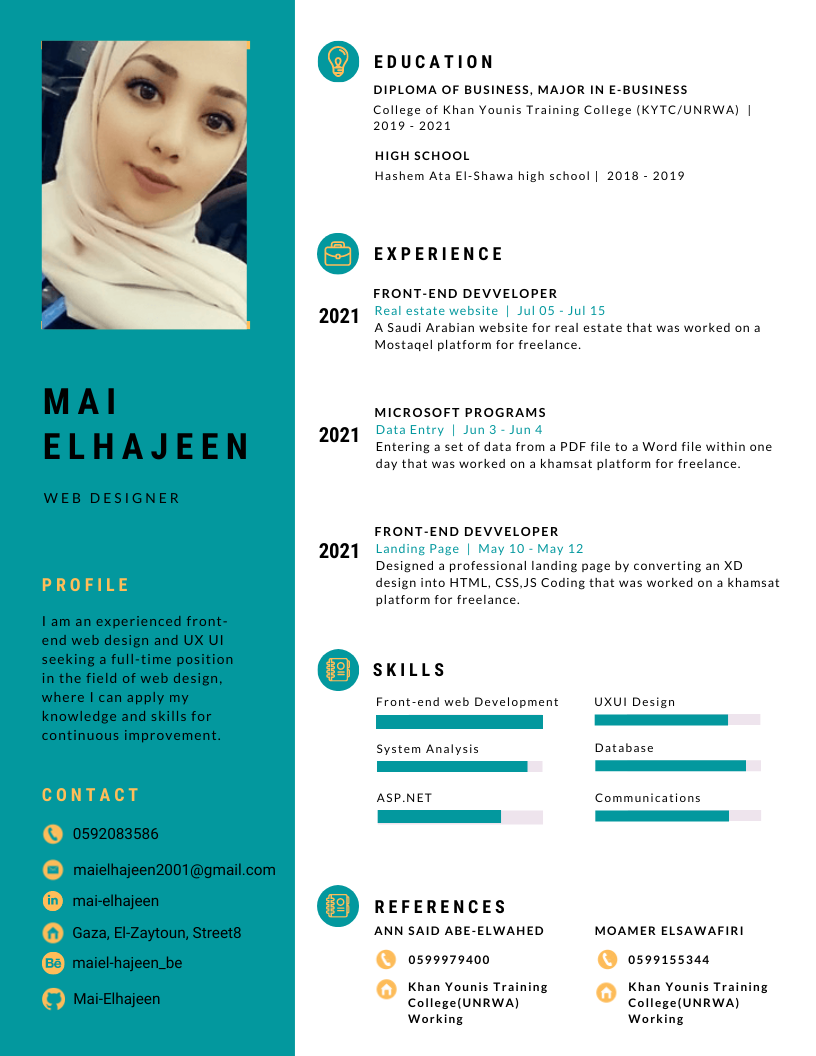 MAI
ELHAJEEN
WEB DESIGNER
PROFILE
I am an experienced front-
end web design and UX UI
seeking a full-time position
in the field of web design,
where I can apply my
knowledge and skills for
continuous improvement.
CONTACT
0592083586
maielhajeen2001@gmail.com
in mai-elhajeen
Gaza, El-Zaytoun, Street8
Bē maiel-hajeen_be
Mai-Elhajeen
EDUCATION
DIPLOMA OF BUSINESS, MAJOR IN E-BUSINESS
College of Khan Younis Training College (KYTC/UNRWA) |
2019 - 2021
HIGH SCHOOL
Hashem Ata El-Shawa high school | 2018 - 2019
EXPERIENCE
FRONT-END DEVVELOPER
2021 Real estate website | Jul 05 - Jul 15
A Saudi Arabian website for real estate that was worked on a
Mostaqel platform for freelance.
MICROSOFT PROGRAMS
2021 Data Entry | Jun 3 - Jun 4
Entering a set of data from a PDF file to a Word file within one
day that was worked on a khamsat platform for freelance.
FRONT-END DEVVELOPER
2021 Landing Page | May 10 - May 12
Designed a professional landing page by converting an XD
design into HTML, CSS,JS Coding that was worked on a khamsat
platform for freelance.
SKILLS
Front-end web Development UXUI Design
System Analysis Database
ASP.NET Communications
REFERENCES
ANN SAID ABE-ELWAHED
0599979400
Khan Younis Training
College(UNRWA)
Working
MOAMER ELSAWAFIRI
0599155344
Khan Younis Training
College(UNRWA)
Working